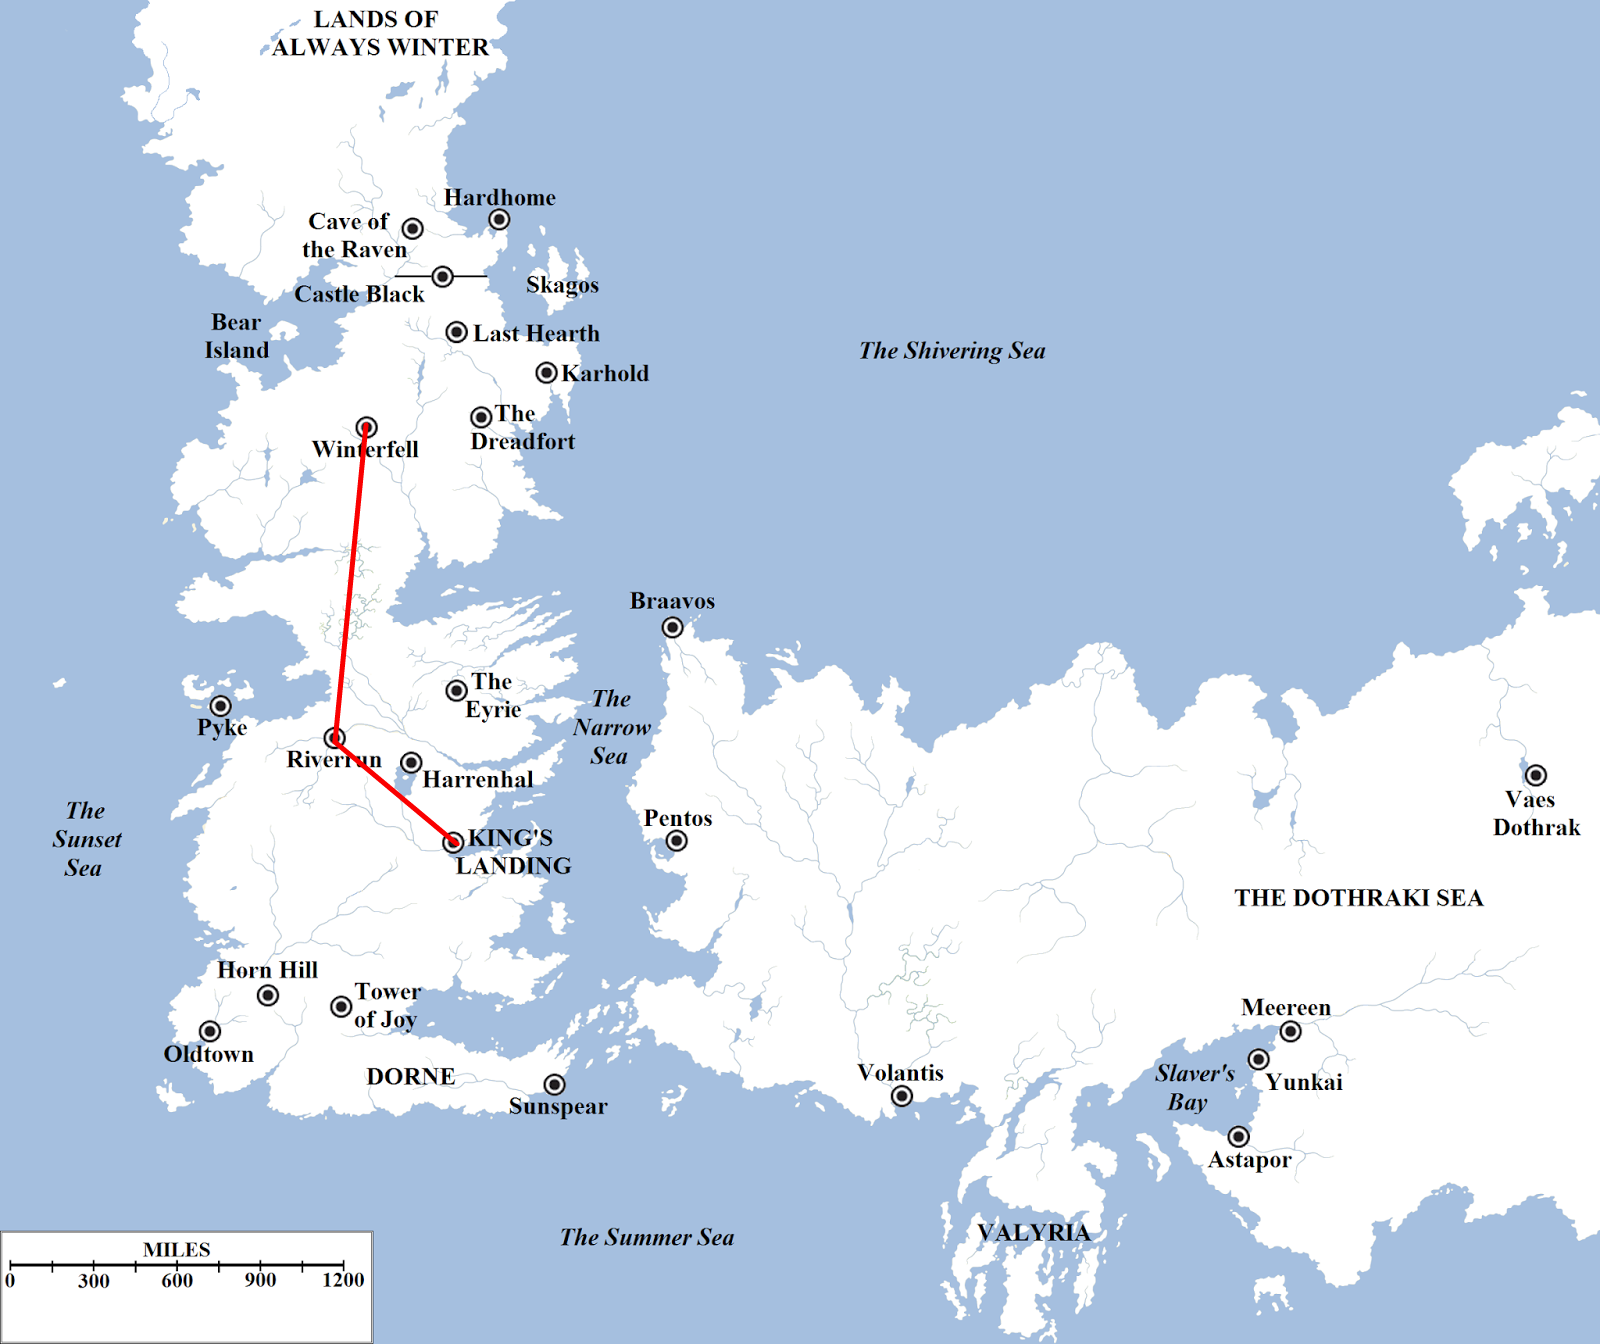 LANDS OF
ALWAYS WINTER
Hardhome
Cave of
the Raven
Castle Black
Skagos
Bear
Island
Last Hearth
The Shivering Sea
Karhold
The
Dreadfort
Winterfell
Braavos
The
Eyrie
The
Narrow
Sea
Pyke
Riverrun
Harrenhal
The
Sunset
Sea
Pentos
KING'S
LANDING
Vaes
Dothrak
THE DOTHRAKI SEA
Horn Hill
Tower
of Joy
Oldtown
DORNE
Sunspear
Volantis
Meereen
Slaver's
Bay
Yunkai
Astapor
VALYRIA
The Summer Sea
MILES
0 300 600 900 1200